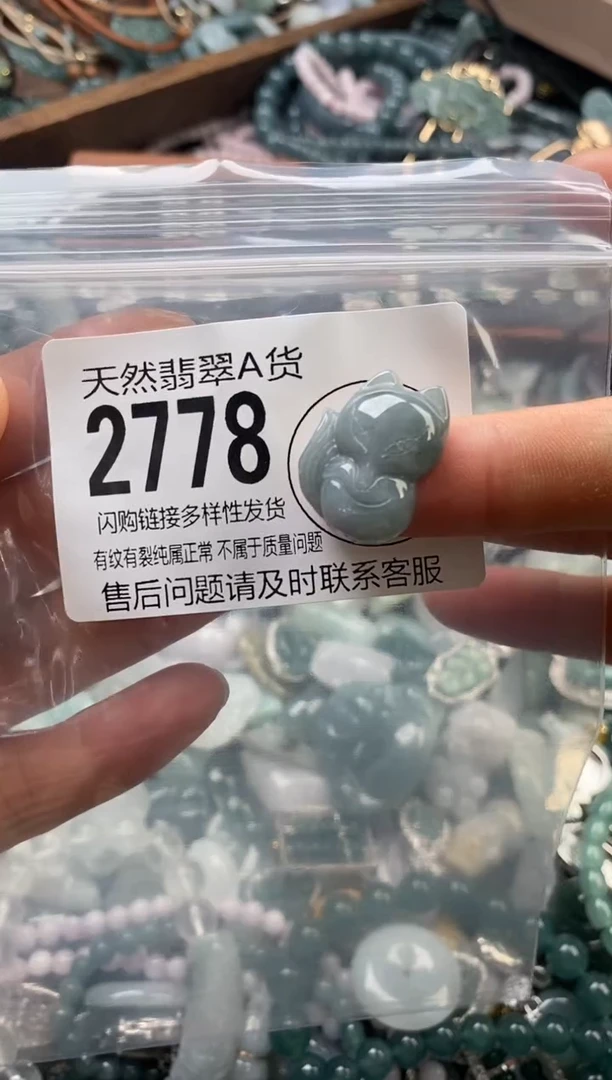 天然翡翠A货
2778
闪购链接多样性发货
有纹有裂纯属正常 不属于质量问题
售后问题请及时联系客服